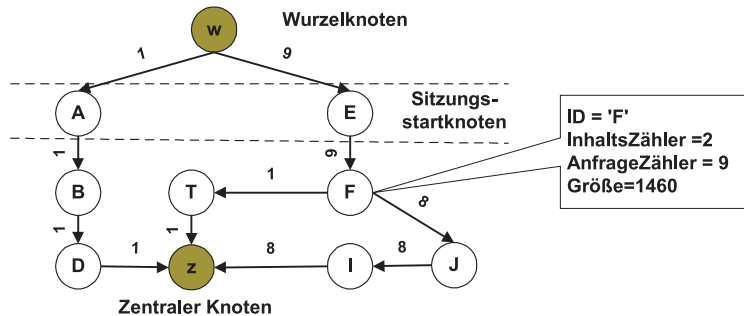 w
Wurzelknoten
1
9
A
E
Sitzungs-
startknoten
ID = 'F'
InhaltsZähler =2
AnfrageZähler = 9
Größe=1460
1
9
B
T
1
F
8
1
1
D
1
z
8
I
8
J
Zentraler Knoten